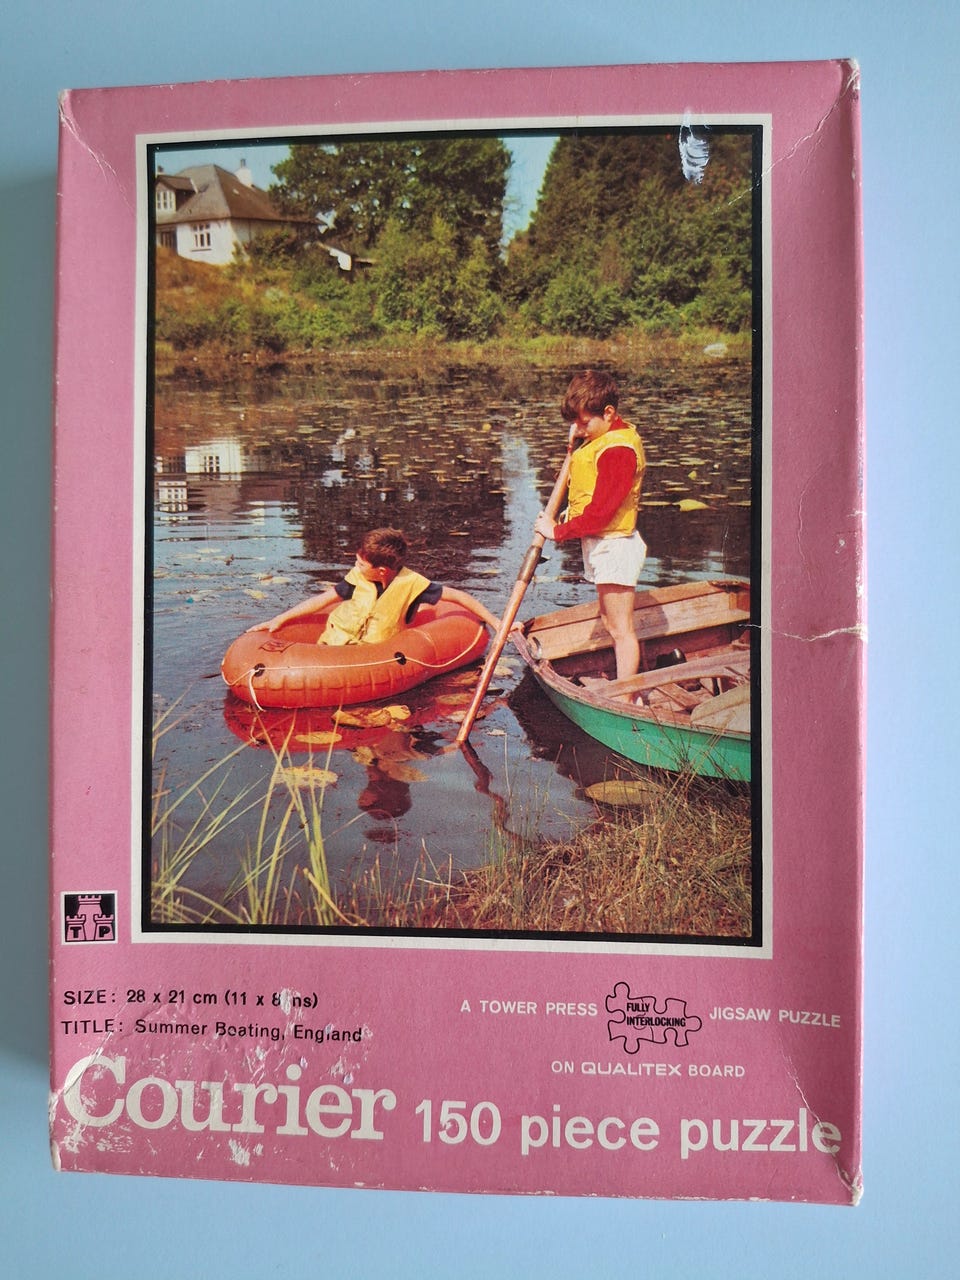 TP
SIZE: 28 x 21 cm (11 x 8 ins)
TITLE: Summer Boating, England
A TOWER PRESS FULLY INTERLOCKING JIGSAW PUZZLE
ON QUALITEX BOARD
Courier 150 piece puzzle